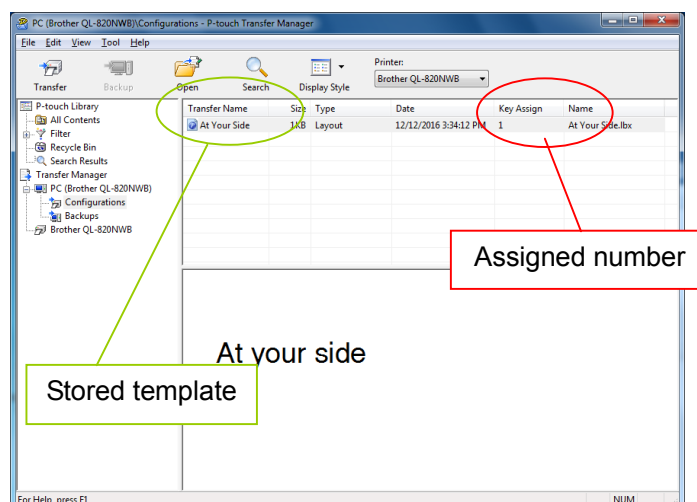 PC (Brother QL-820NWB)\Configurations - P-touch Transfer Manager
File Edit View Tool Help
Transfer Backup Open Search Display Style
Printer:
Brother QL-820NWB
P-touch Library
All Contents
Filter
Recycle Bin
Search Results
Transfer Manager
PC (Brother QL-820NWB)
Configurations
Backups
Brother QL-820NWB
Transfer Name Size Type Date Key Assign Name
At Your Side 1KB Layout 12/12/2016 3:34:12 PM 1 At Your Side.lbx
Assigned number
At your side
Stored template
For Help, press F1
NUM